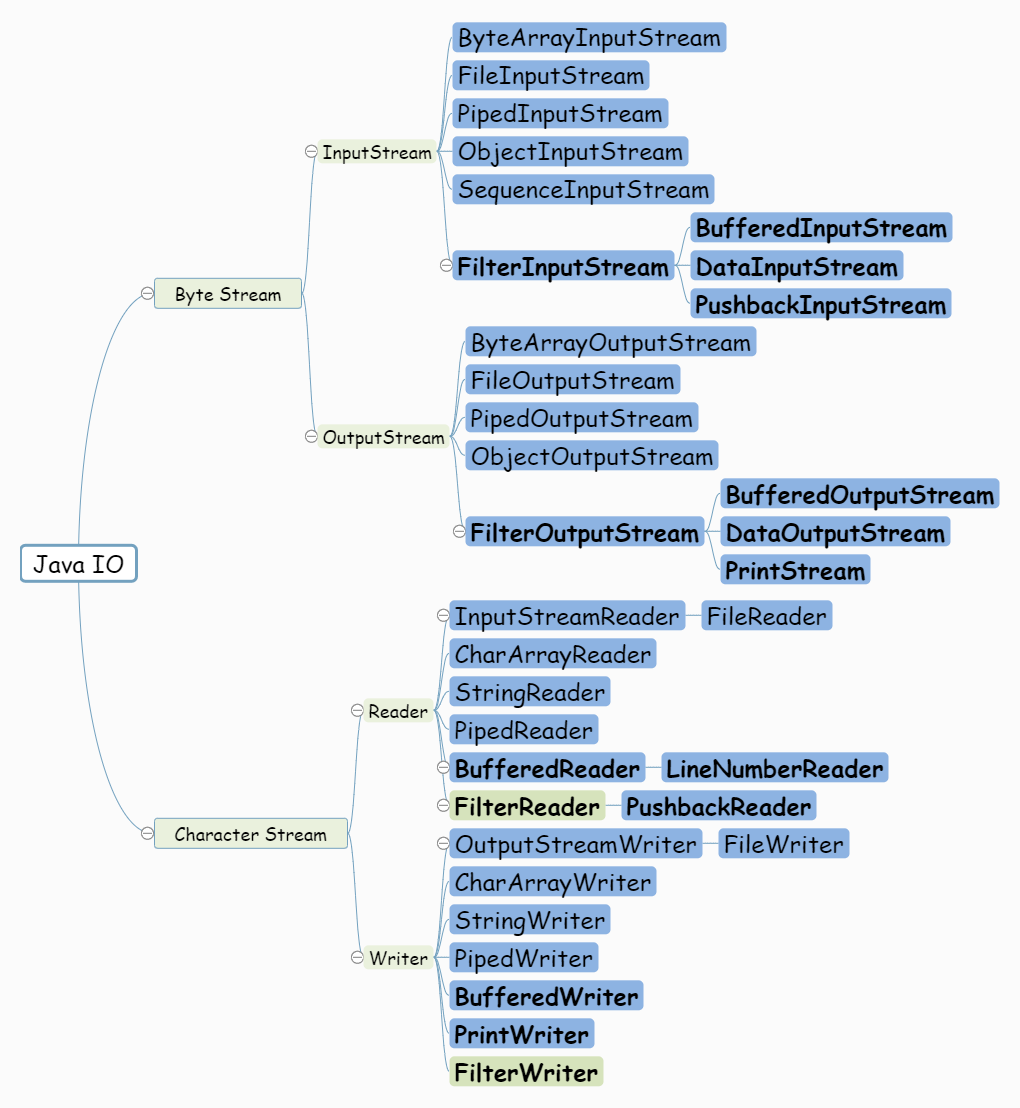 Java IO
Byte Stream
InputStream
ByteArrayInputStream
FileInputStream
PipedInputStream
ObjectInputStream
SequenceInputStream
FilterInputStream
BufferedInputStream
DataInputStream
PushbackInputStream
OutputStream
ByteArrayOutputStream
FileOutputStream
PipedOutputStream
ObjectOutputStream
FilterOutputStream
BufferedOutputStream
DataOutputStream
PrintStream
Character Stream
Reader
InputStreamReader
FileReader
CharArrayReader
StringReader
PipedReader
BufferedReader
LineNumberReader
FilterReader
PushbackReader
Writer
OutputStreamWriter
FileWriter
CharArrayWriter
StringWriter
PipedWriter
BufferedWriter
PrintWriter
FilterWriter